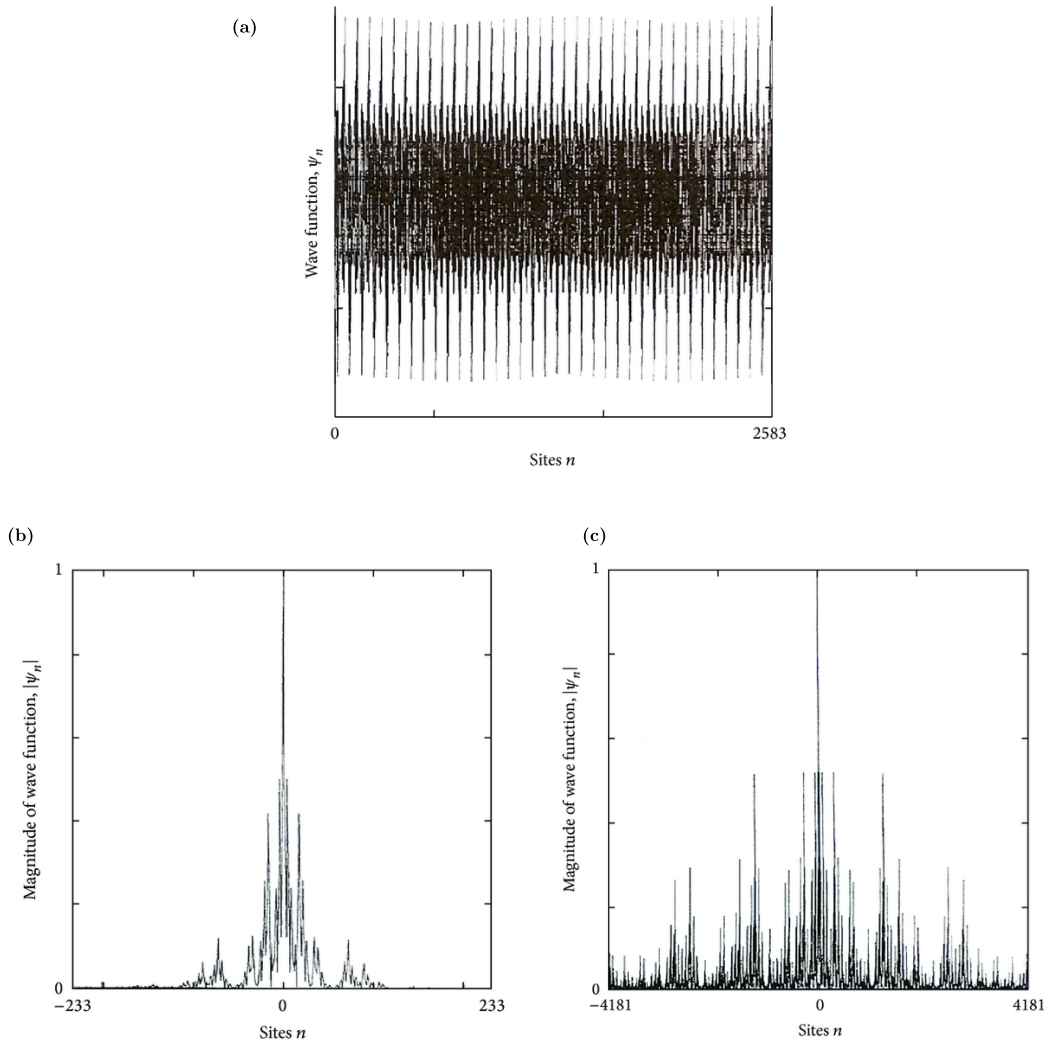 (a)
Wave function, ψn
0
2583
Sites n
(b)
1
Magnitude of wave function, |ψn|
0
−233
0
233
Sites n
(c)
1
Magnitude of wave function, |ψn|
0
−4181
0
4181
Sites n